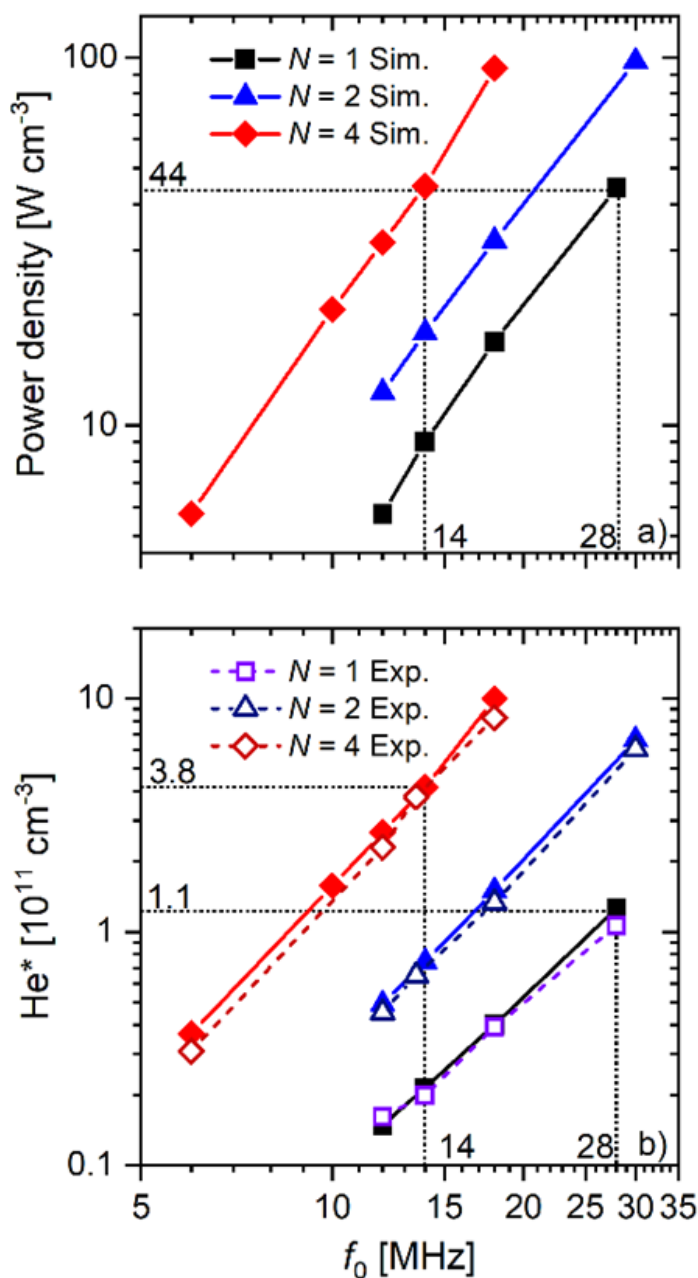 Power density [W cm⁻³]
100
10
N = 1 Sim.
N = 2 Sim.
N = 4 Sim.
44
14
28
a)
He* [10¹¹ cm⁻³]
10
1
0.1
N = 1 Exp.
N = 2 Exp.
N = 4 Exp.
3.8
1.1
14
28
b)
5 10 15 20 25 30 35
f₀ [MHz]